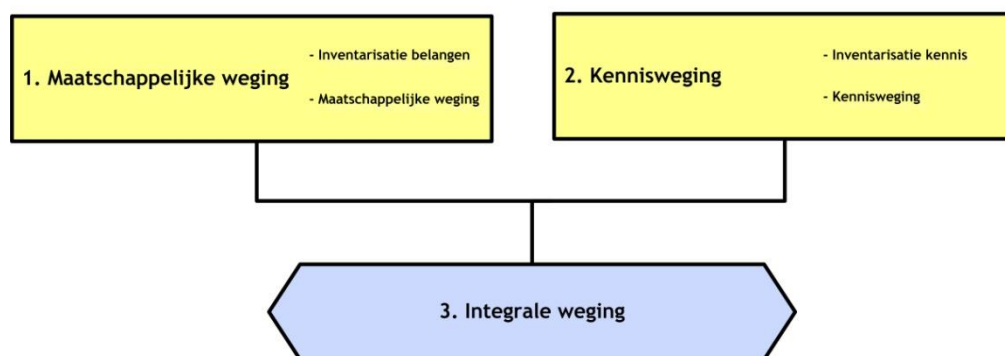 1. Maatschappelijke weging
- Inventarisatie belangen
- Maatschappelijke weging
2. Kennisweging
- Inventarisatie kennis
- Kennisweging
3. Integrale weging